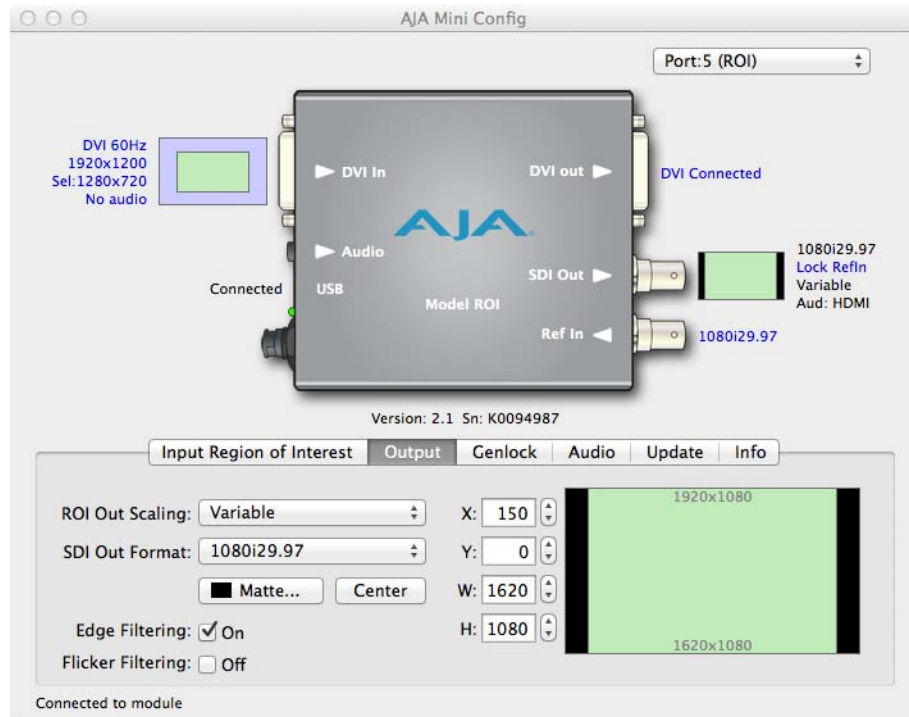 AJA Mini Config
Port:5 (ROI)
DVI 60Hz
1920x1200
Sel:1280x720
No audio
DVI In
DVI out
DVI Connected
AJA
Audio
Connected
USB
SDI Out
Model ROI
Ref In
1080i29.97
Lock RefIn
Variable
Aud: HDMI
1080i29.97
Version: 2.1 Sn: K0094987
Input Region of Interest Output Genlock Audio Update Info
ROI Out Scaling: Variable
SDI Out Format: 1080i29.97
Matte... Center
Edge Filtering: On
Flicker Filtering: Off
X: 150
Y: 0
W: 1620
H: 1080
1920x1080
1620x1080
Connected to module